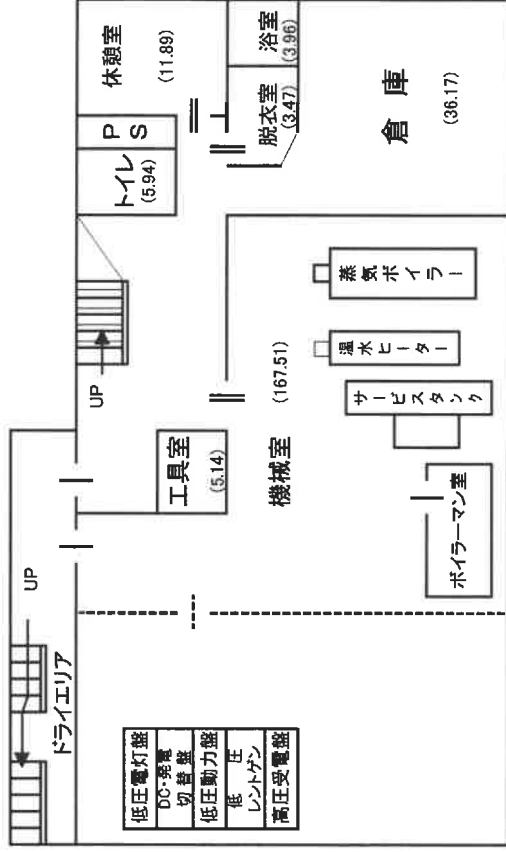 休憩室
(11.89)
浴室
(3.96)
P S
トイレ
(5.94)
脱衣室
(3.47)
倉 庫
(36.17)
UP
UP
ドライエリア
工具室
(5.14)
機械室
(167.51)
蒸気ボイラー
温水ヒーター
サービスタンク
ボイラーマン室
低圧電灯盤
DC・発電
切替盤
低圧動力盤
低 圧
レントゲン
高圧受電盤